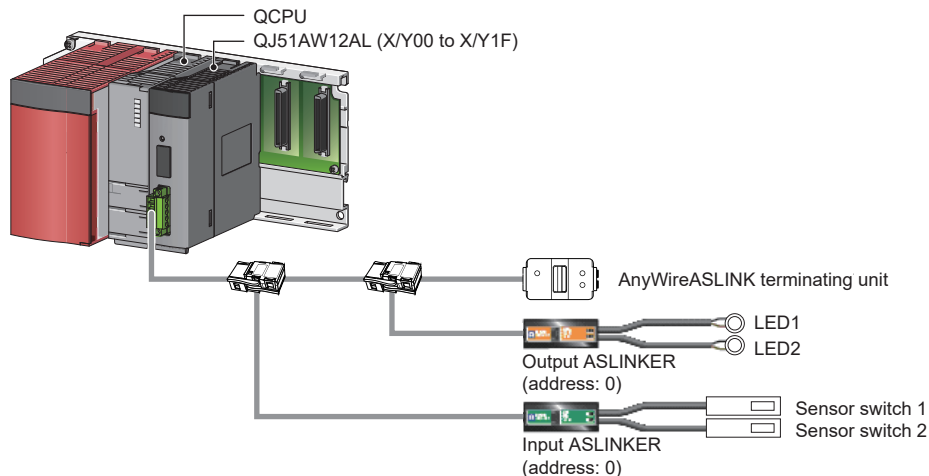 QCPU
QJ51AW12AL (X/Y00 to X/Y1F)
AnyWireASLINK terminating unit
LED1
LED2
Output ASLINKER
(address: 0)
Sensor switch 1
Sensor switch 2
Input ASLINKER
(address: 0)